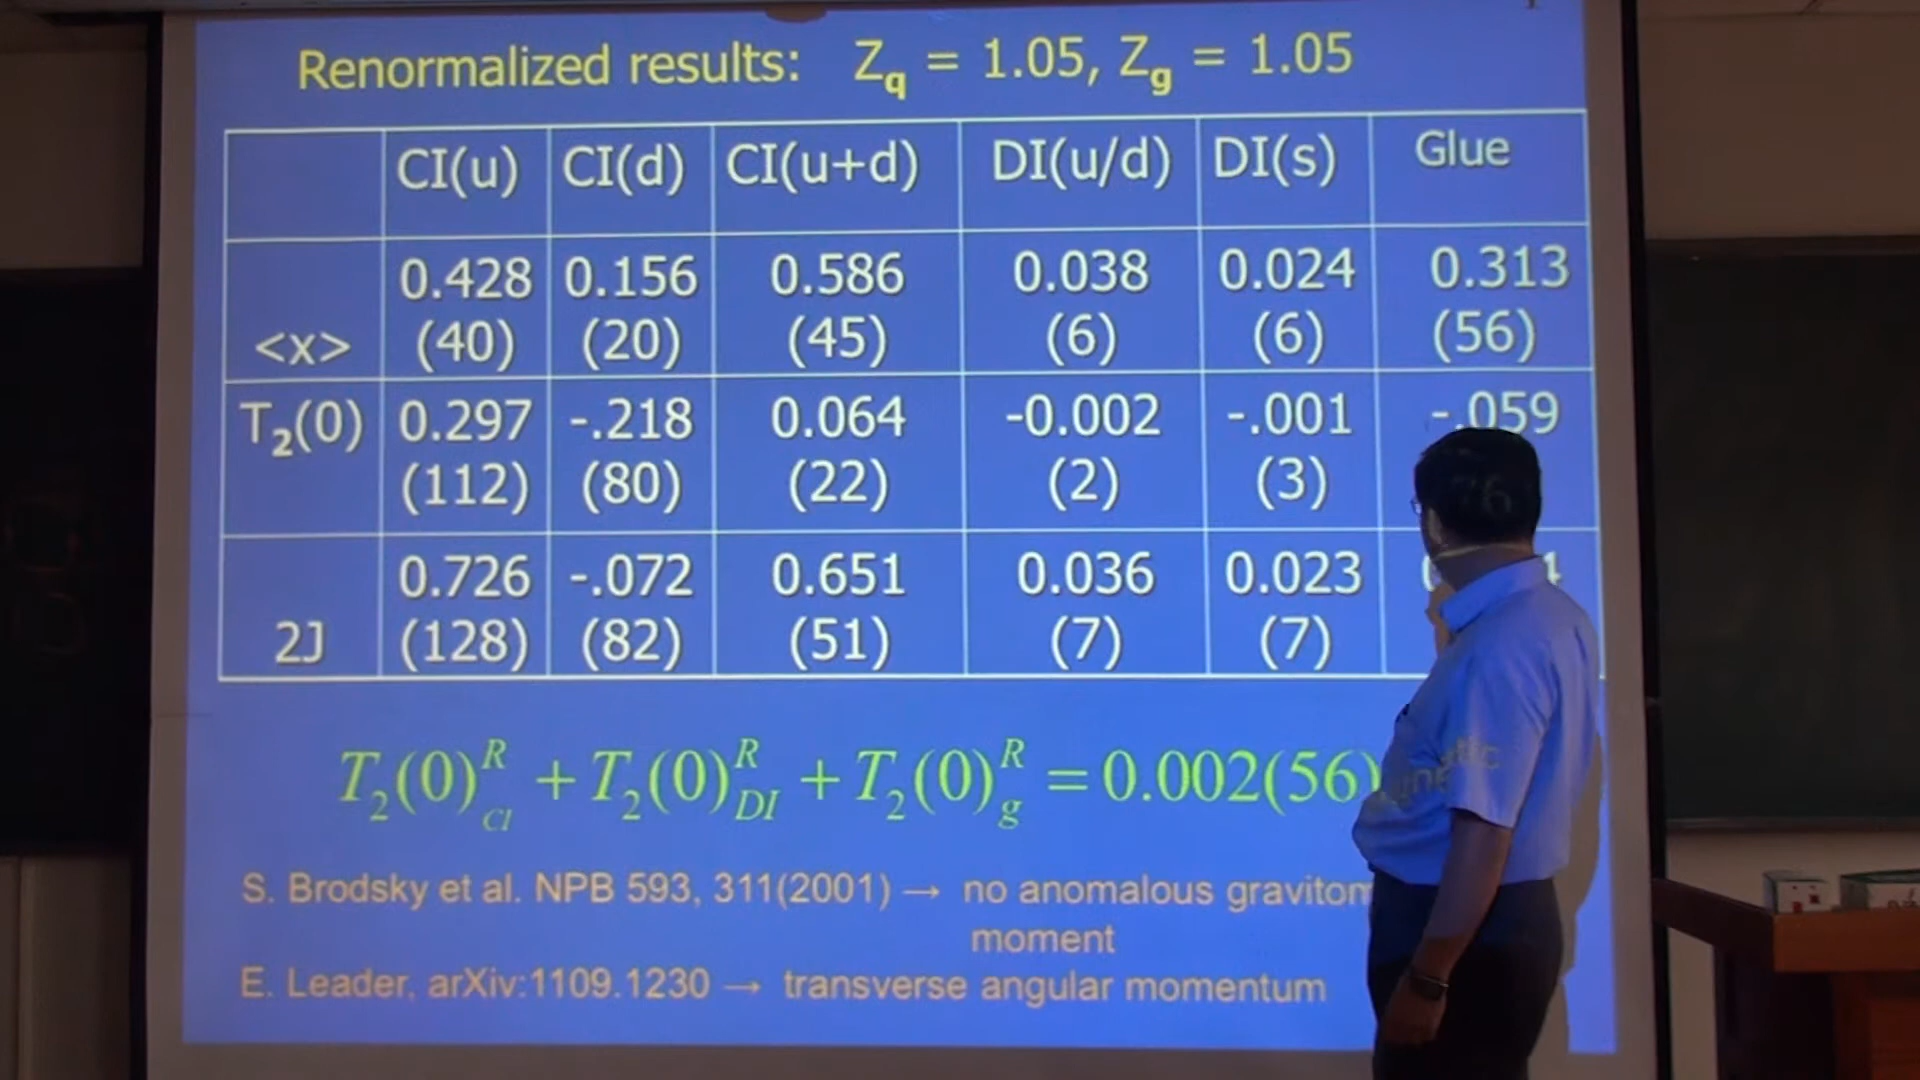 Renormalized results: Zq = 1.05, Zg = 1.05
CI(u) CI(d) CI(u+d) DI(u/d) DI(s) Glue
0.428 0.156 0.586 0.038 0.024 0.313
<x> (40) (20) (45) (6) (6) (56)
T₂(0) 0.297 -.218 0.064 -0.002 -.001 -.059
(112) (80) (22) (2) (3)
0.726 -.072 0.651 0.036 0.023
2J (128) (82) (51) (7) (7)
T₂(0)^R_CI + T₂(0)^R_DI + T₂(0)^R_g = 0.002(56)
S. Brodsky et al. NPB 593, 311(2001) → no anomalous
moment
E. Leader, arXiv:1109.1230 → transverse angular momentum